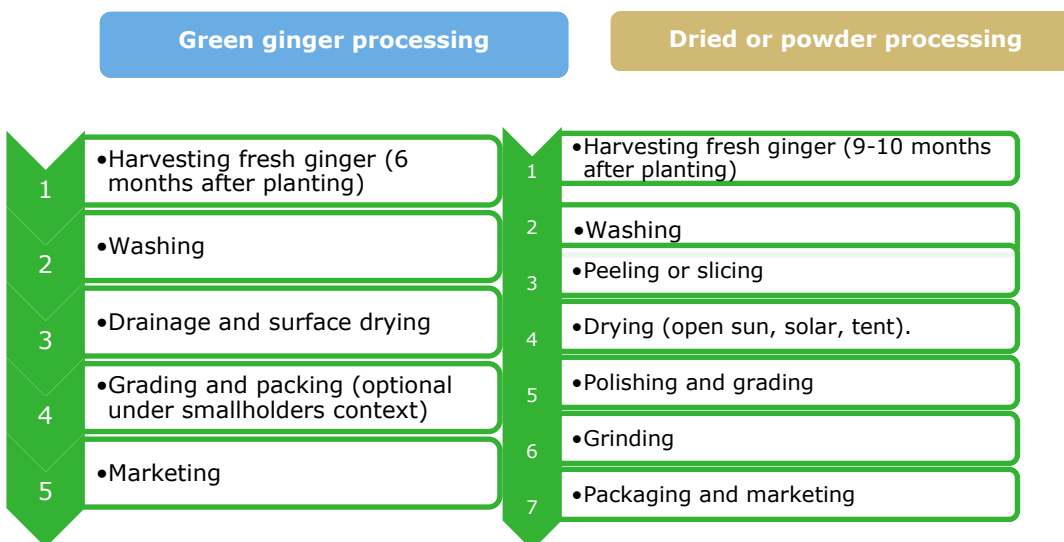 Green ginger processing
Dried or powder processing
1
•Harvesting fresh ginger (6
months after planting)
2
•Washing
3
•Drainage and surface drying
4
•Grading and packing (optional
under smallholders context)
5
•Marketing
1
•Harvesting fresh ginger (9-10 months
after planting)
2
•Washing
3
•Peeling or slicing
4
•Drying (open sun, solar, tent).
5
•Polishing and grading
6
•Grinding
7
•Packaging and marketing